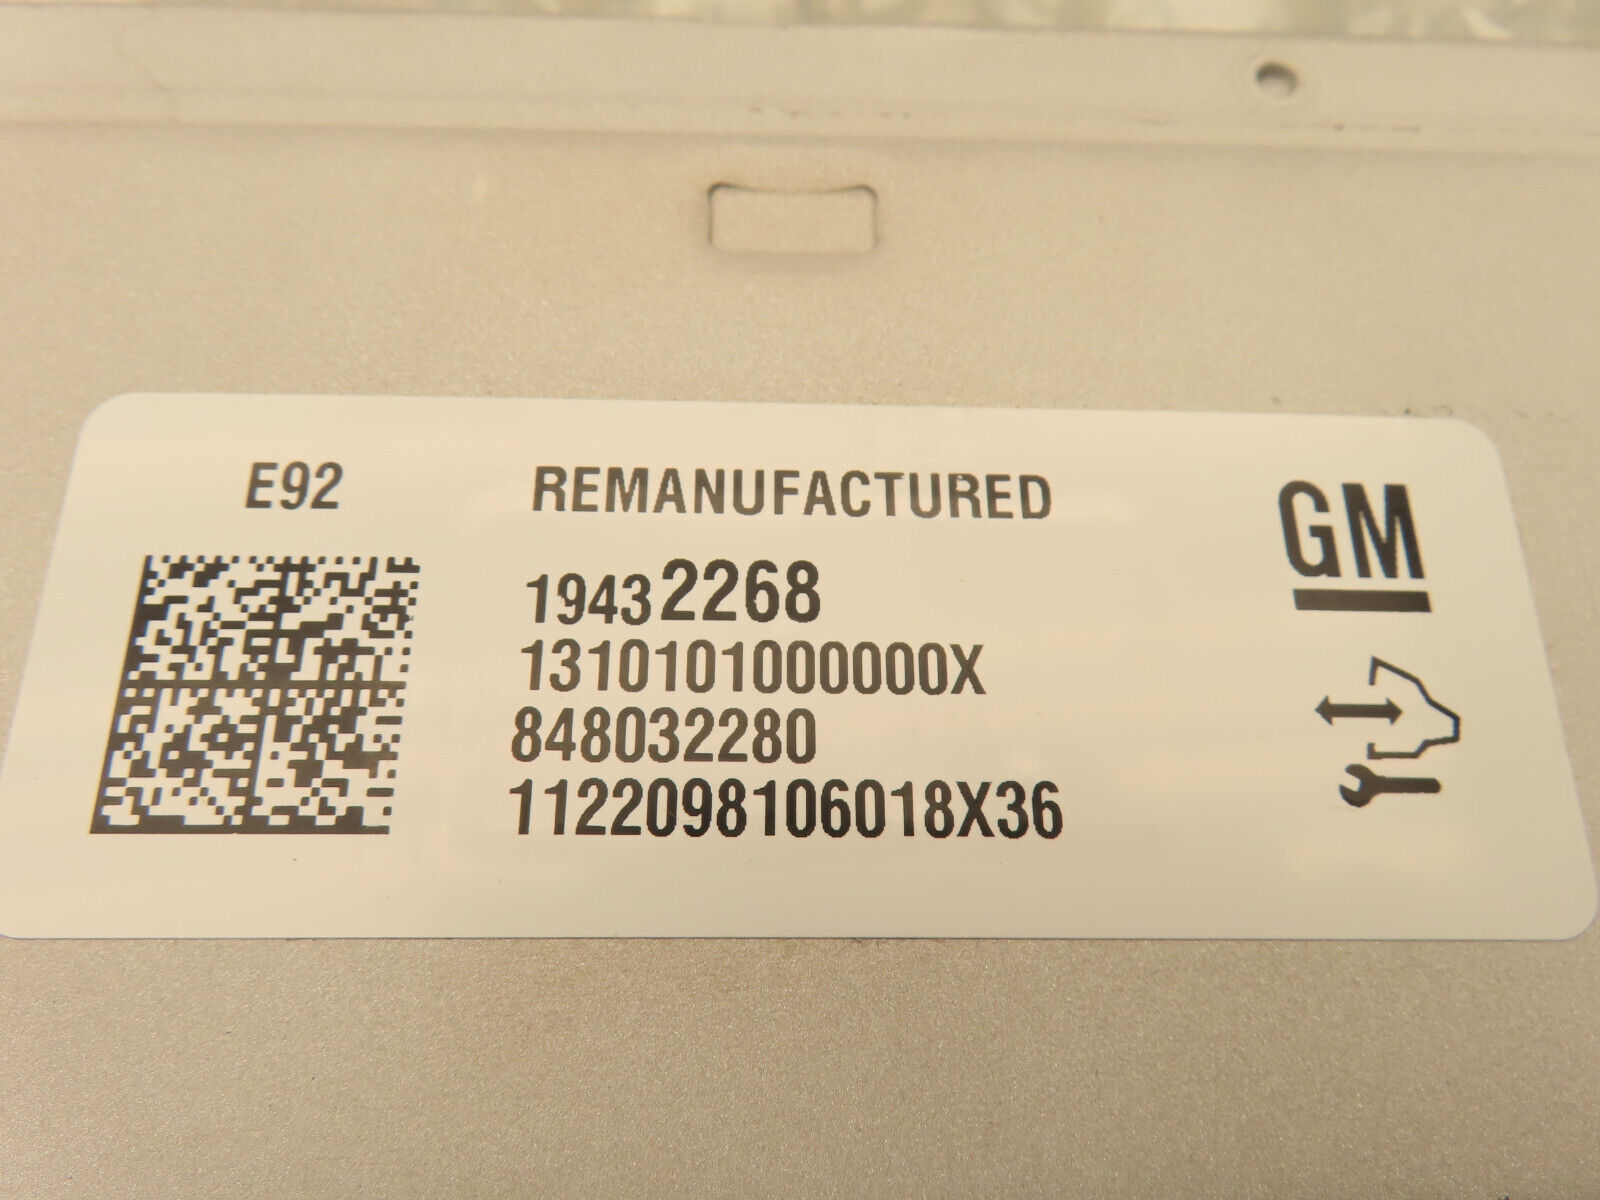 E92 REMANUFACTURED
GM
19432268
1310101000000X
848032280
1122098106018X36